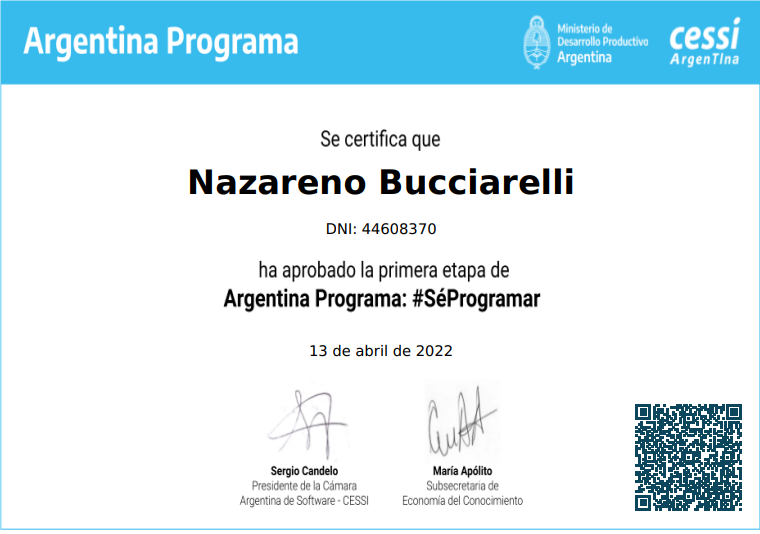 Argentina Programa
Ministerio de
Desarrollo Productivo
Argentina
cessi
ArgenTIna
Se certifica que
Nazareno Bucciarelli
DNI: 44608370
ha aprobado la primera etapa de
Argentina Programa: #SéProgramar
13 de abril de 2022
Sergio Candelo
Presidente de la Cámara
Argentina de Software - CESSI
María Apólito
Subsecretaria de
Economía del Conocimiento